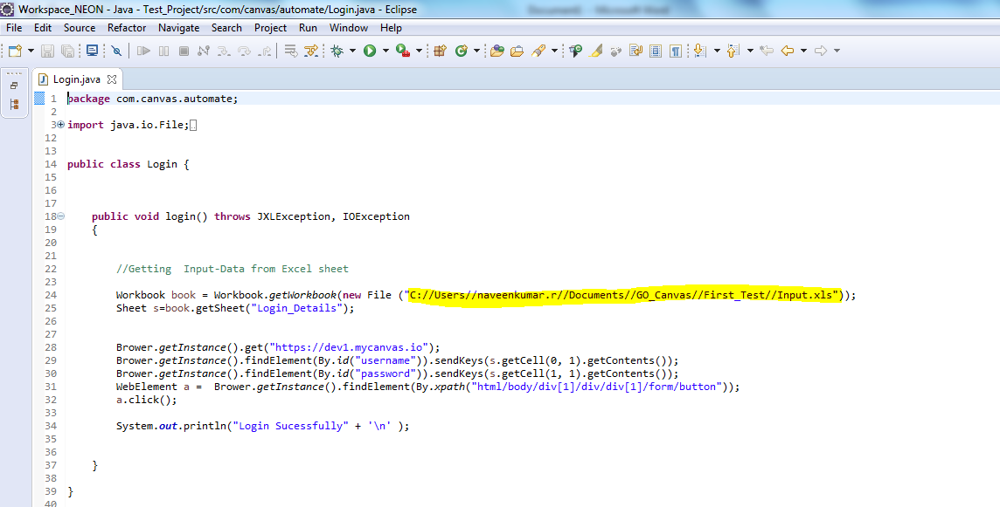 Workspace_NEON - Java - Test_Project/src/com/canvas/automate/Login.java - Eclipse
File Edit Source Refactor Navigate Search Project Run Window Help
Login.java
1 package com.canvas.automate;
2
3 import java.io.File;
12
13
14 public class Login {
15
16
17
18 public void login() throws JXLException, IOException
19 {
20
21
22 //Getting  Input-Data from Excel sheet
23
24 Workbook book = Workbook.getWorkbook(new File ("C://Users//naveenkumar.r//Documents//GO_Canvas//First_Test//Input.xls"));
25 Sheet s=book.getSheet("Login_Details");
26
27
28 Brower.getInstance().get("https://dev1.mycanvas.io");
29 Brower.getInstance().findElement(By.id("username")).sendKeys(s.getCell(0, 1).getContents());
30 Brower.getInstance().findElement(By.id("password")).sendKeys(s.getCell(1, 1).getContents());
31 WebElement a =  Brower.getInstance().findElement(By.xpath("html/body/div[1]/div/div[1]/form/button"));
32 a.click();
33
34 System.out.println("Login Sucessfully" + '\n' );
35
36
37 }
38
39 }
40